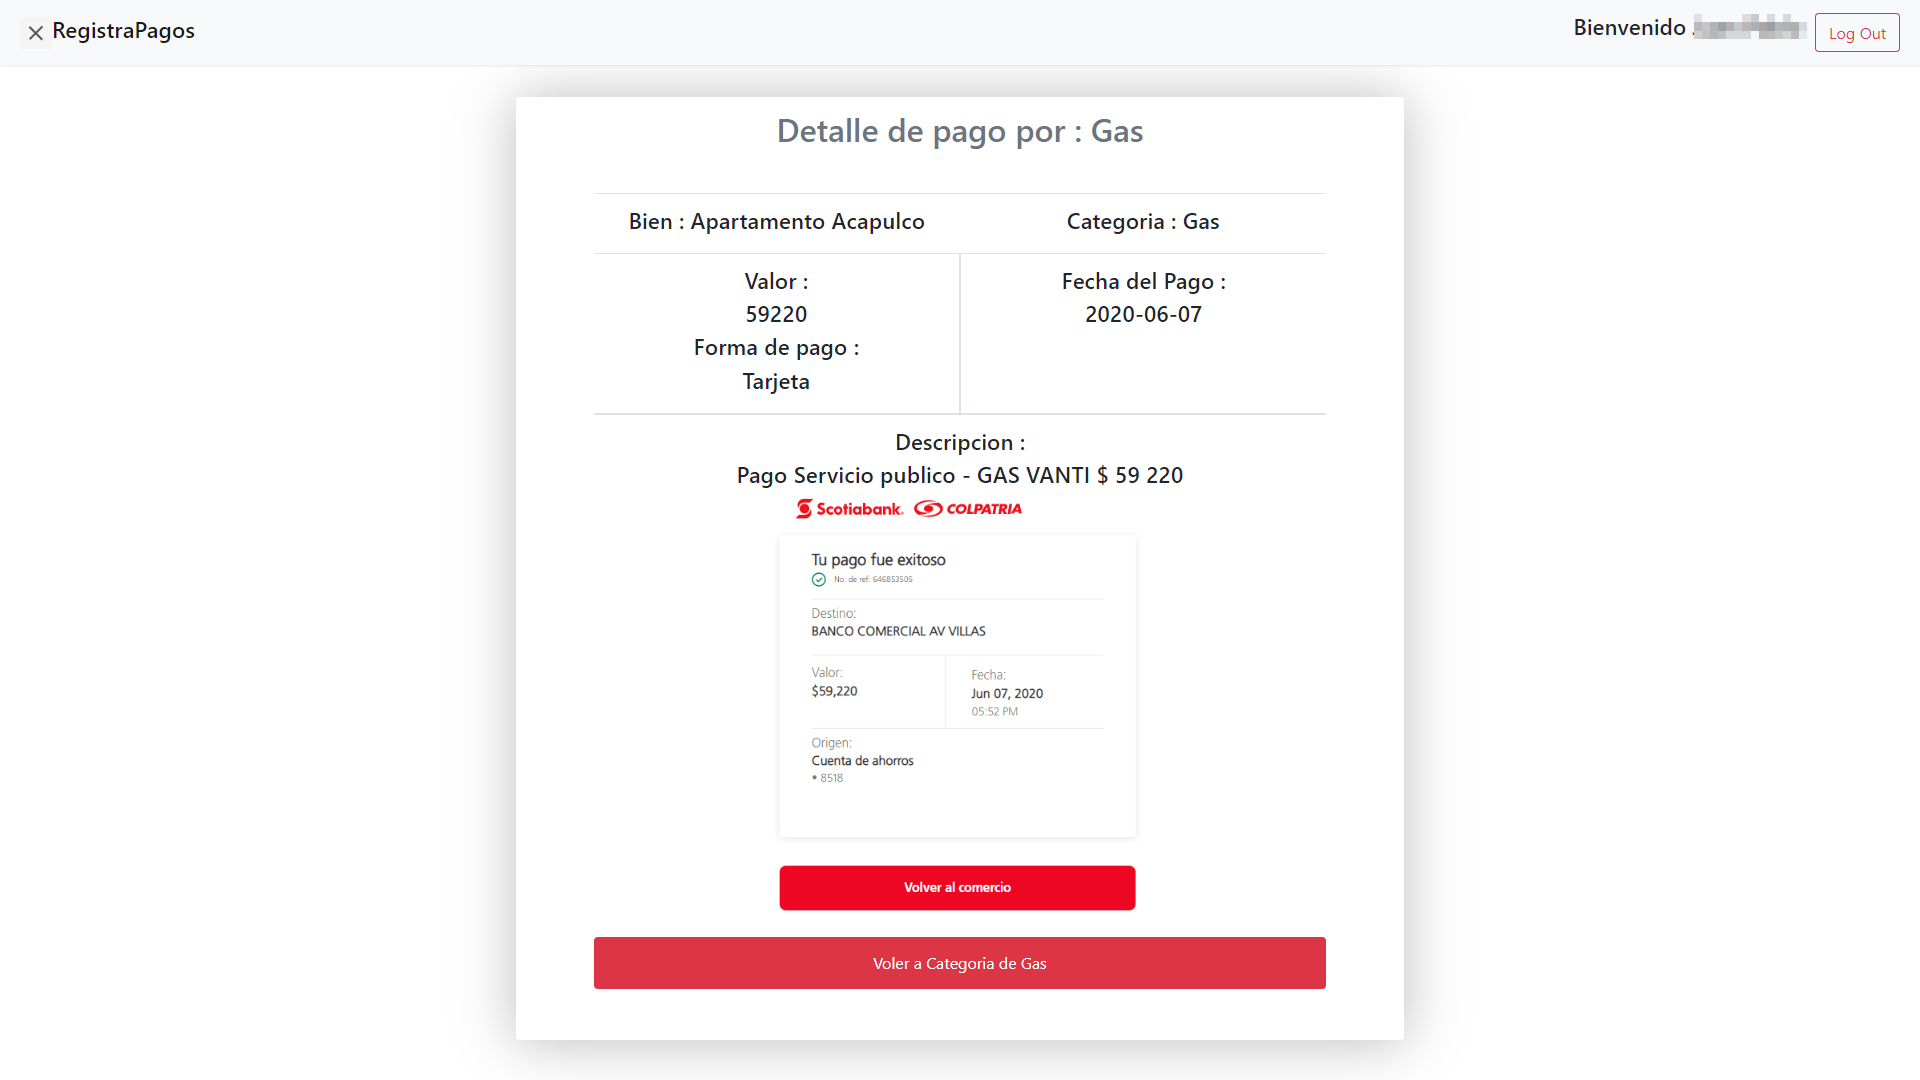 RegistraPagos
Bienvenido
Log Out
Detalle de pago por : Gas
Bien : Apartamento Acapulco
Categoria : Gas
Valor :
59220
Forma de pago :
Tarjeta
Fecha del Pago :
2020-06-07
Descripcion :
Pago Servicio publico - GAS VANTI $ 59 220
Scotiabank. COLPATRIA
Tu pago fue exitoso
No. de ref: 646853505
Destino:
BANCO COMERCIAL AV VILLAS
Valor:
$59,220
Fecha:
Jun 07, 2020
05:52 PM
Origen:
Cuenta de ahorros
• 8518
Volver al comercio
Voler a Categoria de Gas